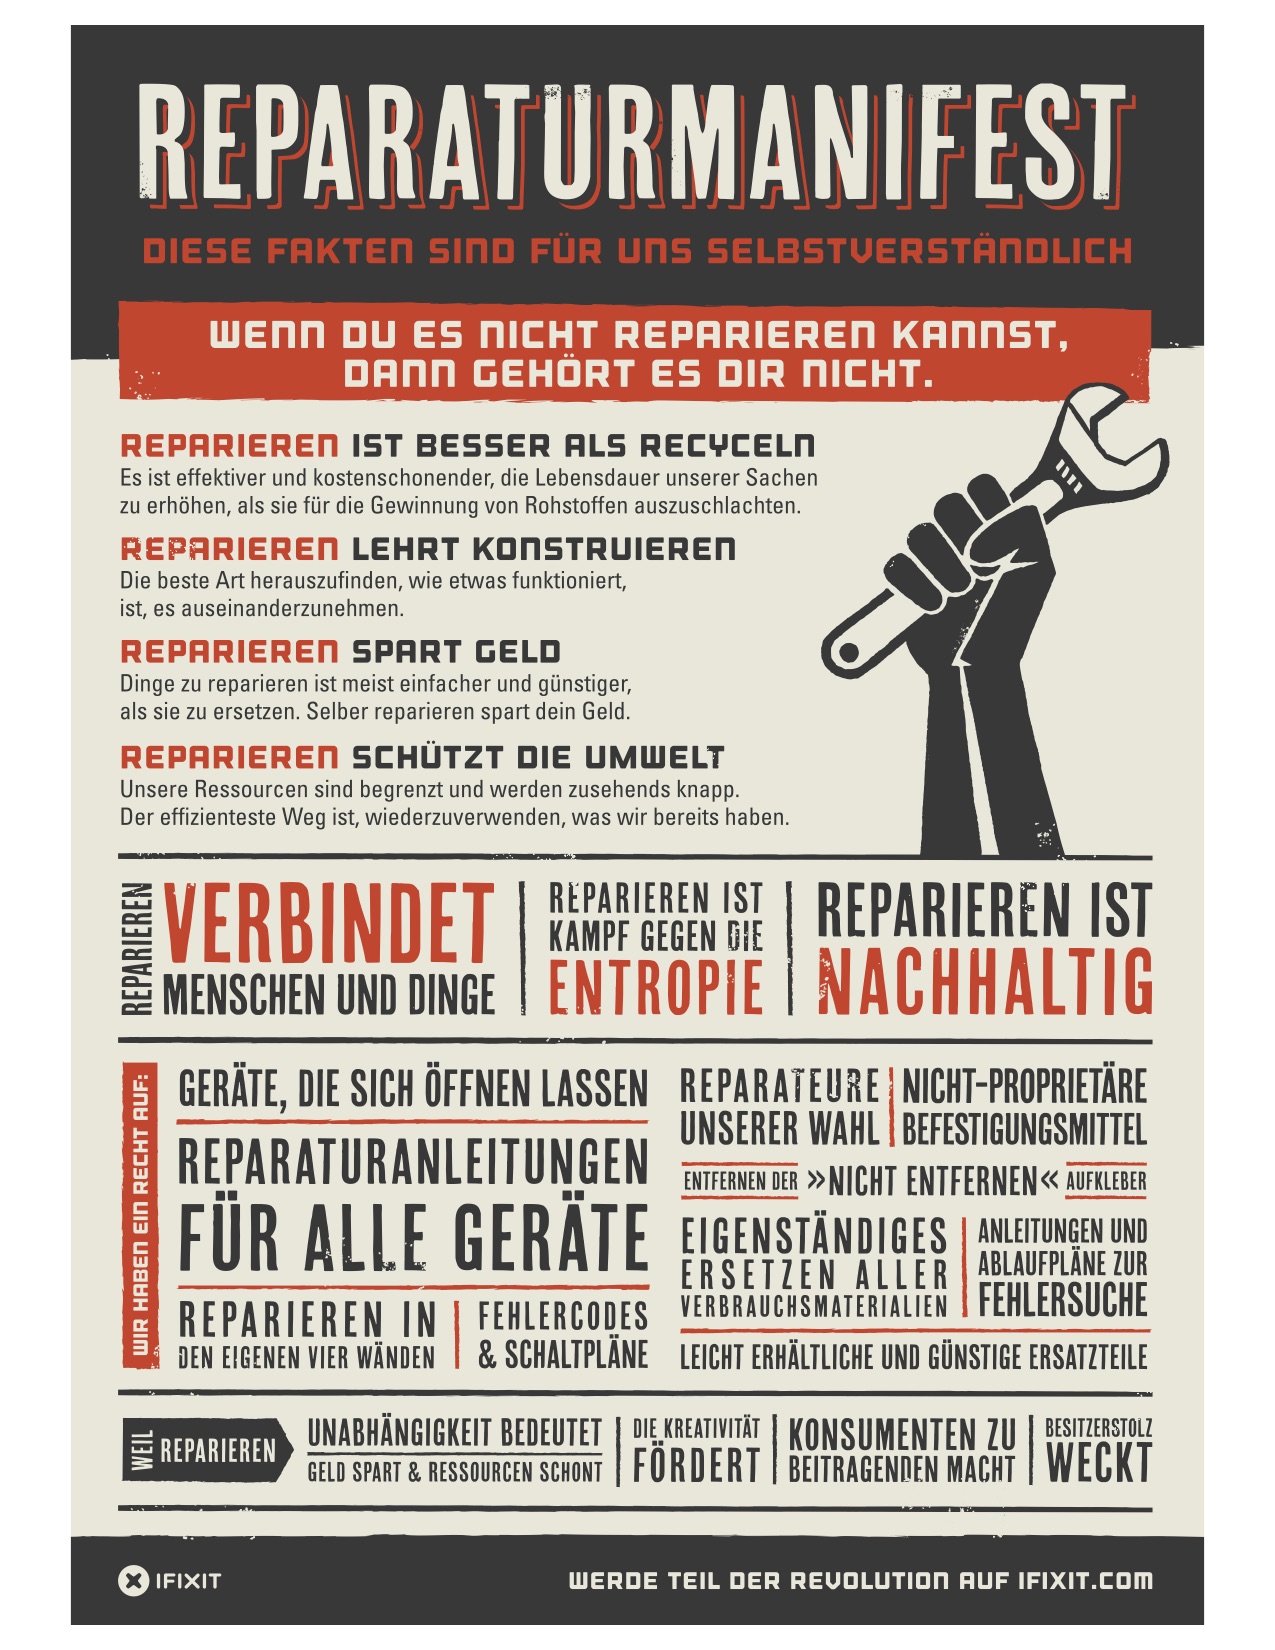 REPARATURMANIFEST
DIESE FAKTEN SIND FÜR UNS SELBSTVERSTÄNDLICH
WENN DU ES NICHT REPARIEREN KANNST,
DANN GEHÖRT ES DIR NICHT.
REPARIEREN IST BESSER ALS RECYCELN
Es ist effektiver und kostenschonender, die Lebensdauer unserer Sachen
zu erhöhen, als sie für die Gewinnung von Rohstoffen auszuschlachten.
REPARIEREN LEHRT KONSTRUIEREN
Die beste Art herauszufinden, wie etwas funktioniert,
ist, es auseinanderzunehmen.
REPARIEREN SPART GELD
Dinge zu reparieren ist meist einfacher und günstiger,
als sie zu ersetzen. Selber reparieren spart dein Geld.
REPARIEREN SCHÜTZT DIE UMWELT
Unsere Ressourcen sind begrenzt und werden zusehends knapp.
Der effizienteste Weg ist, wiederzuverwenden, was wir bereits haben.
REPARIEREN
VERBINDET
MENSCHEN UND DINGE
REPARIEREN IST
KAMPF GEGEN DIE
ENTROPIE
REPARIEREN IST
NACHHALTIG
WIR HABEN EIN RECHT AUF:
GERÄTE, DIE SICH ÖFFNEN LASSEN
REPARATURANLEITUNGEN
FÜR ALLE GERÄTE
REPARIEREN IN
DEN EIGENEN VIER WÄNDEN
FEHLERCODES
& SCHALTPLÄNE
REPARATEURE
UNSERER WAHL
NICHT-PROPRIETÄRE
BEFESTIGUNGSMITTEL
ENTFERNEN DER »NICHT ENTFERNEN« AUFKLEBER
EIGENSTÄNDIGES
ERSETZEN ALLER
VERBRAUCHSMATERIALIEN
ANLEITUNGEN UND
ABLAUFPLÄNE ZUR
FEHLERSUCHE
LEICHT ERHÄLTLICHE UND GÜNSTIGE ERSATZTEILE
WEIL
REPARIEREN
UNABHÄNGIGKEIT BEDEUTET
GELD SPART & RESSOURCEN SCHONT
DIE KREATIVITÄT
FÖRDERT
KONSUMENTEN ZU
BEITRAGENDEN MACHT
BESITZERSTOLZ
WECKT
IFIXIT
WERDE TEIL DER REVOLUTION AUF IFIXIT.COM